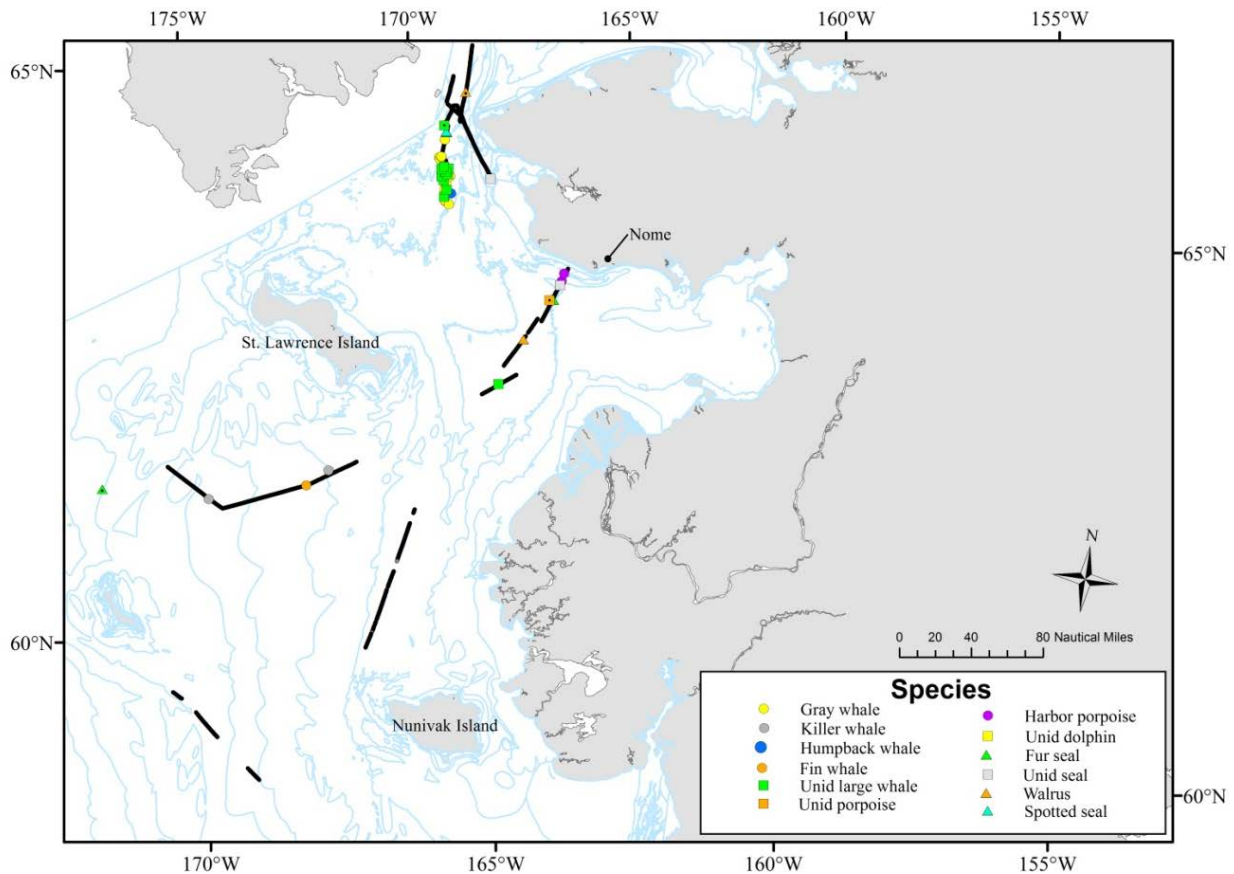 175°W 170°W 165°W 160°W 155°W
65°N
Nome
65°N
St. Lawrence Island
N
60°N
0 20 40 80 Nautical Miles
Species
Gray whale
Killer whale
Humpback whale
Fin whale
Unid large whale
Unid porpoise
Harbor porpoise
Unid dolphin
Fur seal
Unid seal
Walrus
Spotted seal
Nunivak Island
60°N
170°W 165°W 160°W 155°W